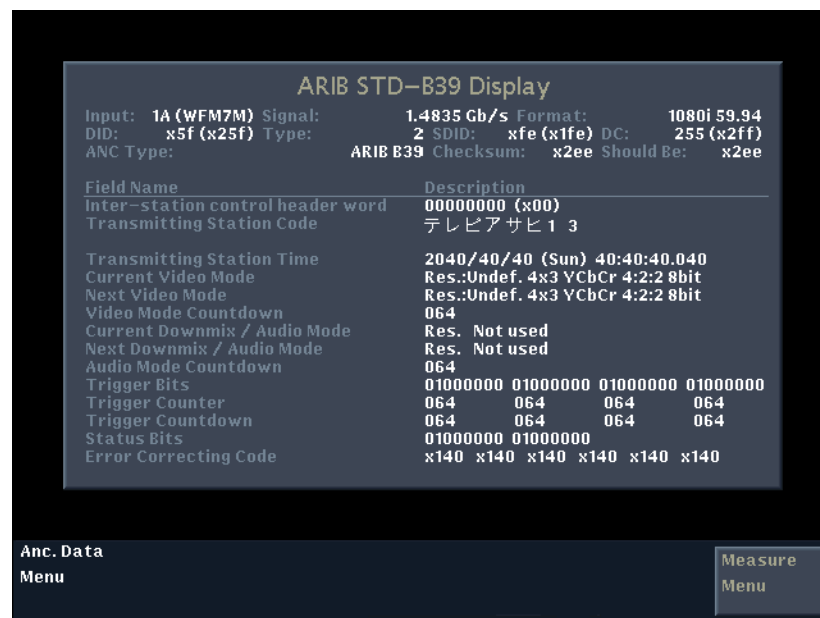 ARIB STD–B39 Display
Input: 1A (WFM7M) Signal: 1.4835 Gb/s Format: 1080i 59.94
DID: x5f (x25f) Type: 2 SDID: xfe (x1fe) DC: 255 (x2ff)
ANC Type: ARIB B39 Checksum: x2ee Should Be: x2ee
Field Name Description
Inter–station control header word 00000000 (x00)
Transmitting Station Code テレビアサヒ1 3
Transmitting Station Time 2040/40/40 (Sun) 40:40:40.040
Current Video Mode Res.:Undef. 4x3 YCbCr 4:2:2 8bit
Next Video Mode Res.:Undef. 4x3 YCbCr 4:2:2 8bit
Video Mode Countdown 064
Current Downmix / Audio Mode Res. Not used
Next Downmix / Audio Mode Res. Not used
Audio Mode Countdown 064
Trigger Bits 01000000 01000000 01000000 01000000
Trigger Counter 064 064 064 064
Trigger Countdown 064 064 064 064
Status Bits 01000000 01000000
Error Correcting Code x140 x140 x140 x140 x140 x140
Anc. Data
Menu
Measure
Menu